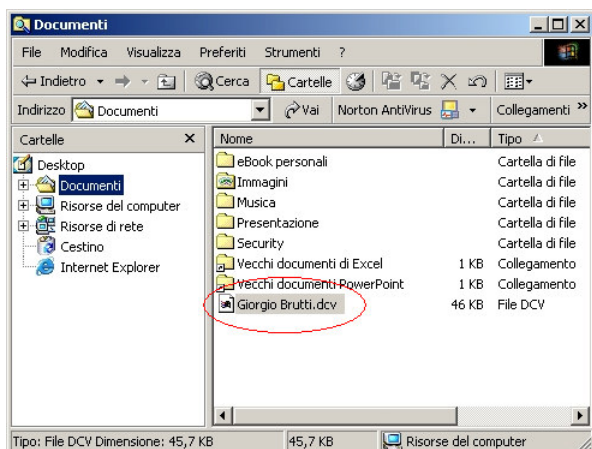 Documenti
File Modifica Visualizza Preferiti Strumenti ?
Indietro Cerca Cartelle
Indirizzo Documenti Vai Norton AntiVirus Collegamenti »
Cartelle × Nome Di... Tipo
Desktop eBook personali Cartella di file
Documenti Immagini Cartella di file
Risorse del computer Musica Cartella di file
Risorse di rete Presentazione Cartella di file
Cestino Security Cartella di file
Internet Explorer Vecchi documenti di Excel 1 KB Collegamento
Vecchi documenti PowerPoint 1 KB Collegamento
Giorgio Brutti.dcv 46 KB File DCV
Tipo: File DCV Dimensione: 45,7 KB 45,7 KB Risorse del computer